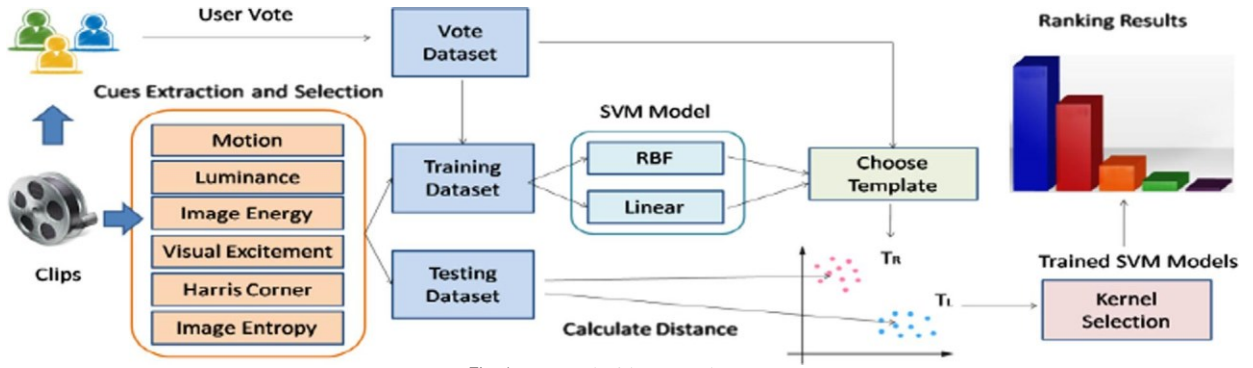 User Vote
Vote
Dataset
Ranking Results
Cues Extraction and Selection
Motion
Luminance
Image Energy
Visual Excitement
Harris Corner
Image Entropy
Clips
Training
Dataset
Testing
Dataset
SVM Model
RBF
Linear
Choose
Template
TR
TL
Calculate Distance
Trained SVM Models
Kernel
Selection